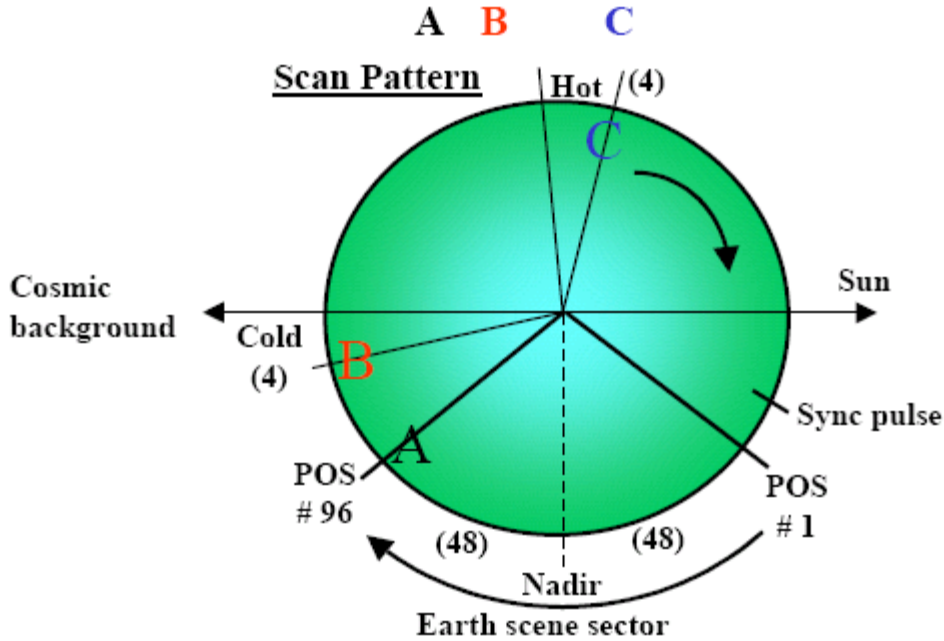 A B C
Scan Pattern
Hot (4)
C
Cosmic
background
Sun
Cold
(4)
B
Sync pulse
A
POS
# 96
POS
# 1
(48) (48)
Nadir
Earth scene sector